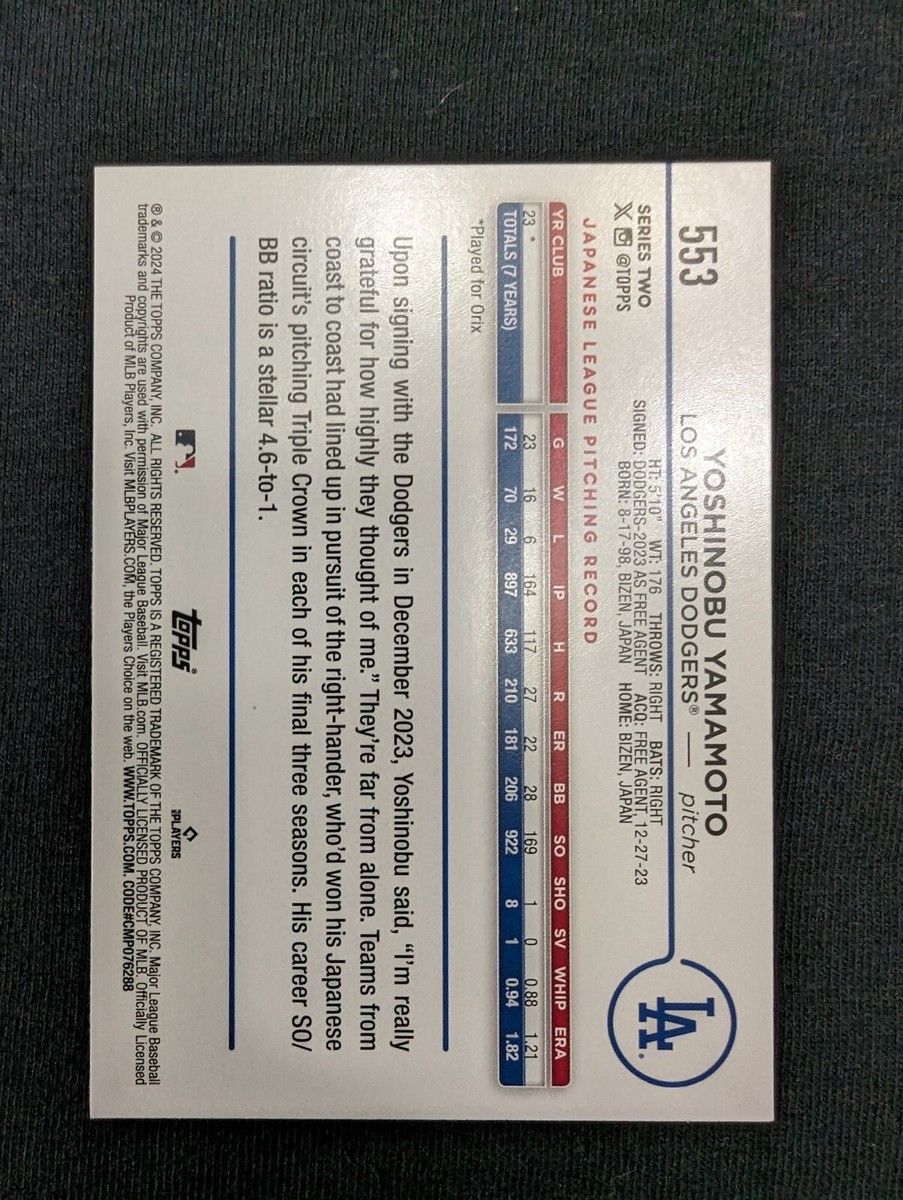 553
YOSHINOBU YAMAMOTO
LOS ANGELES DODGERS® — pitcher
LA.
SERIES TWO
X @TOPPS
HT: 5'10" WT: 176 THROWS: RIGHT BATS: RIGHT
SIGNED: DODGERS-2023 AS FREE AGENT ACQ: FREE AGENT, 12-27-23
BORN: 8-17-98, BIZEN, JAPAN HOME: BIZEN, JAPAN
JAPANESE LEAGUE PITCHING RECORD
YR CLUB G W L IP H R ER BB SO SHO SV WHIP ERA
23 * 23 16 6 164 117 27 22 28 169 1 0 0.88 1.21
TOTALS (7 YEARS) 172 70 29 897 633 210 181 206 922 8 1 0.94 1.82
*Played for Orix
Upon signing with the Dodgers in December 2023, Yoshinobu said, "I'm really
grateful for how highly they thought of me." They're far from alone. Teams from
coast to coast had lined up in pursuit of the right-hander, who'd won his Japanese
circuit's pitching Triple Crown in each of his final three seasons. His career SO/
BB ratio is a stellar 4.6-to-1.
topps®
PLAYERS
® & © 2024 THE TOPPS COMPANY, INC. ALL RIGHTS RESERVED. TOPPS IS A REGISTERED TRADEMARK OF THE TOPPS COMPANY, INC. Major League Baseball
trademarks and copyrights are used with permission of Major League Baseball. Visit MLB.com. OFFICIALLY LICENSED PRODUCT OF MLB. Officially Licensed
Product of MLB Players, Inc. Visit MLBPLAYERS.COM, the Players Choice on the web. WWW.TOPPS.COM. CODE#CMP076288